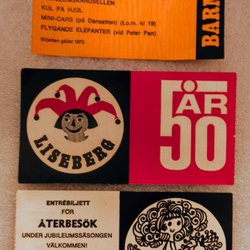 KUL PÅ HJUL
MINI-CARS (på Dansetten) (t.o.m. kl 19)
FLYGANDE ELEFANTER (vid Peter Pan)
Biljetten gäller 1973
BARN
LISEBERG
50 ÅR
ENTRÉBILJETT
FÖR
ÅTERBESÖK
UNDER JUBILEUMSSÄSONGEN
VÄLKOMMEN!